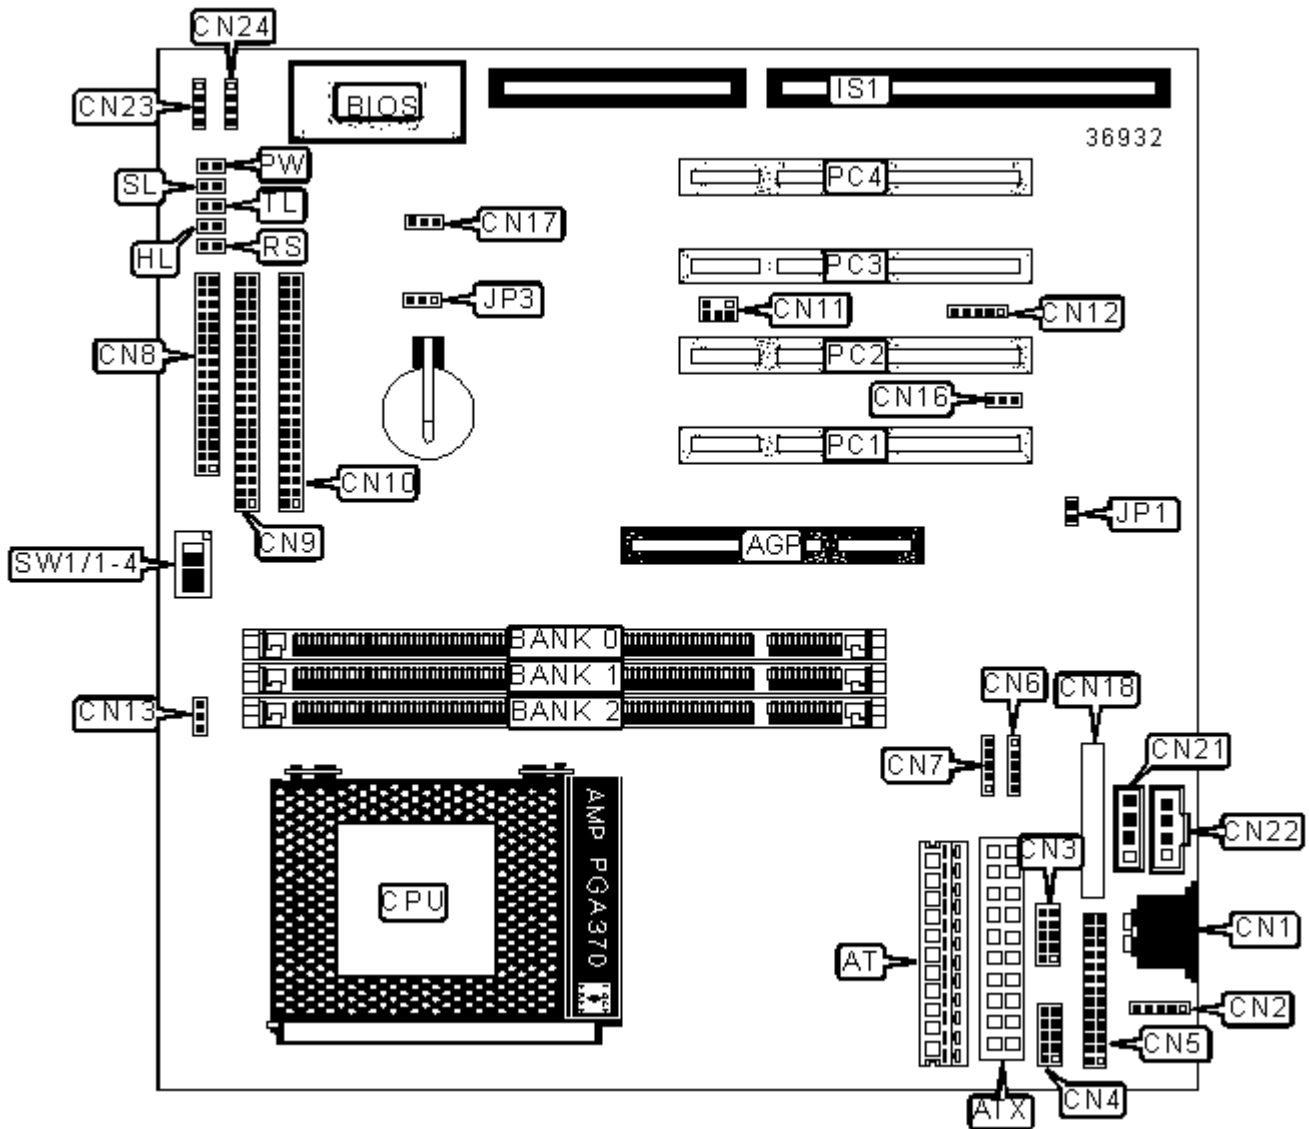 CN24
CN23
BIOS
IS1
36932
PW
SL
TL
HL
RS
CN17
PC4
PC3
JP3
CN11
CN12
CN8
PC2
CN16
PC1
CN10
CN9
JP1
AGP
SW1/1-4
BANK 0
BANK 1
BANK 2
CN13
CN6
CN18
CN7
CN21
CN22
CN3
AMP PGA370
CPU
CN1
AT
CN2
CN5
CN4
ATX